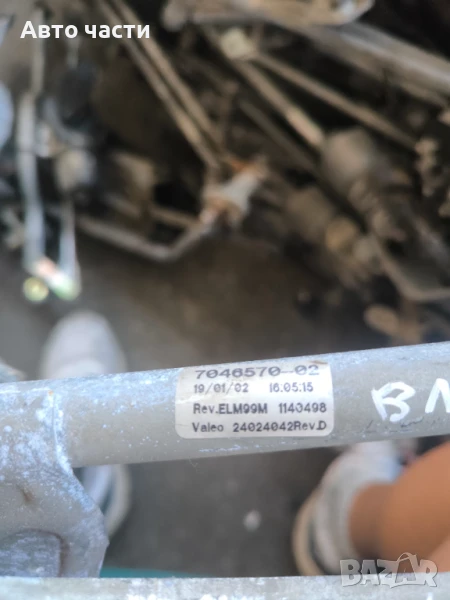 Авто части
7046570-02
19/01/02 16:05:15
Rev.ELM99M 1140498
Valeo 24024042Rev.D
BAZAR